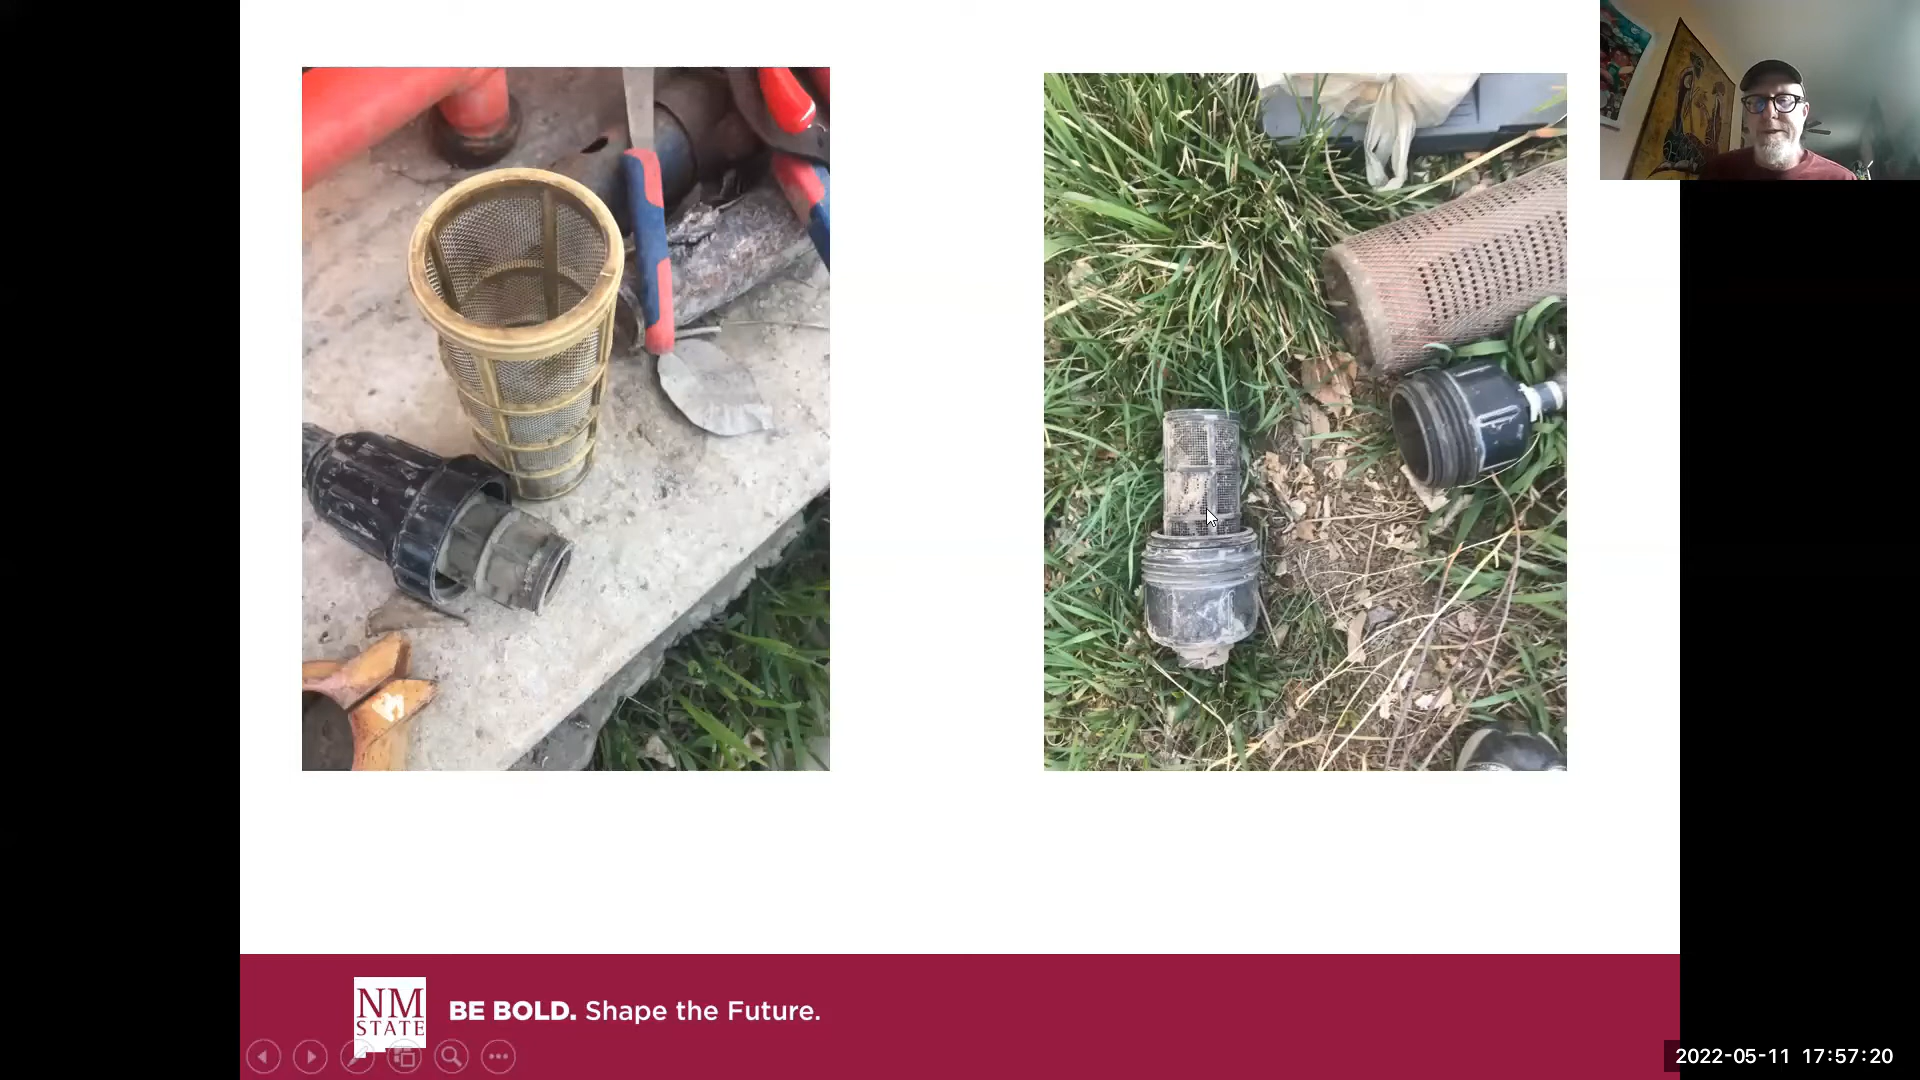 NM
STATE
BE BOLD. Shape the Future.
2022-05-11 17:57:20